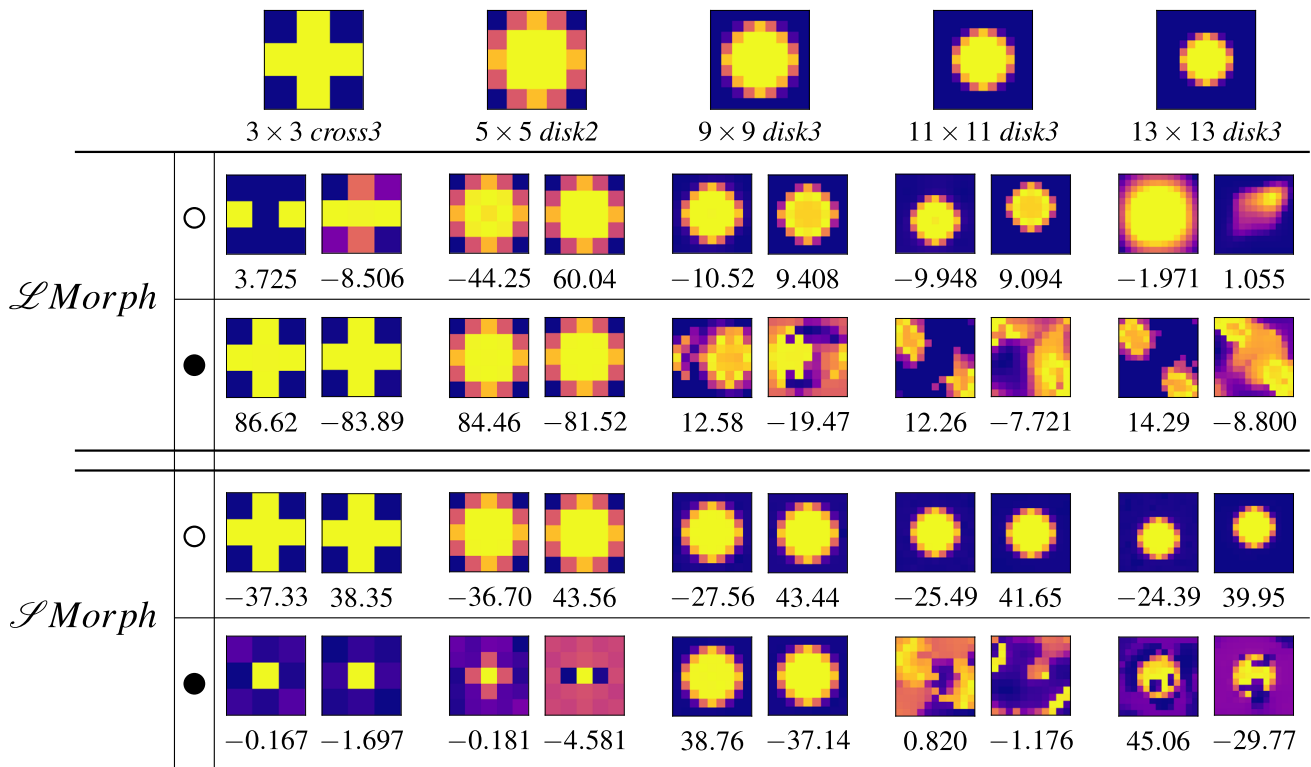 3 × 3 cross3 5 × 5 disk2 9 × 9 disk3 11 × 11 disk3 13 × 13 disk3
3.725 −8.506 −44.25 60.04 −10.52 9.408 −9.948 9.094 −1.971 1.055
ℒMorph
86.62 −83.89 84.46 −81.52 12.58 −19.47 12.26 −7.721 14.29 −8.800
−37.33 38.35 −36.70 43.56 −27.56 43.44 −25.49 41.65 −24.39 39.95
𝒮Morph
−0.167 −1.697 −0.181 −4.581 38.76 −37.14 0.820 −1.176 45.06 −29.77